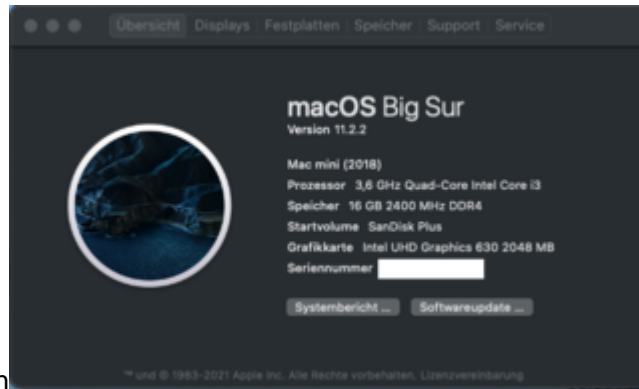 Übersicht Displays Festplatten Speicher Support Service
macOS Big Sur
Version 11.2.2
Mac mini (2018)
Prozessor 3,6 GHz Quad-Core Intel Core i3
Speicher 16 GB 2400 MHz DDR4
Startvolume SanDisk Plus
Grafikkarte Intel UHD Graphics 630 2048 MB
Seriennummer
Systembericht ... Softwareupdate ...
™ und © 1983-2021 Apple Inc. Alle Rechte vorbehalten. Lizenzvereinbarung
n